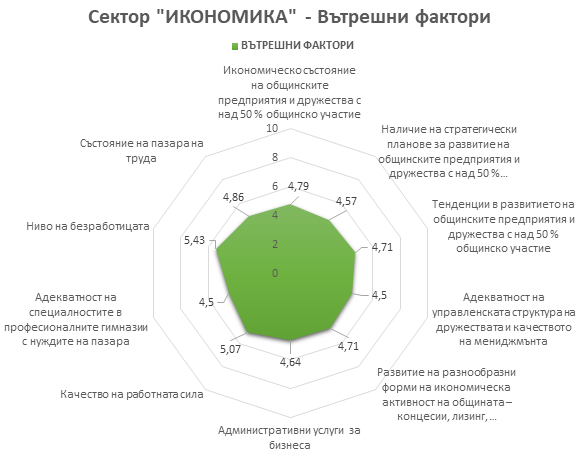 Сектор "ИКОНОМИКА" - Вътрешни фактори
ВЪТРЕШНИ ФАКТОРИ
Икономическо състояние
на общинските
предприятия и дружества с
над 50 % общинско участие
Наличие на стратегически
планове за развитие на
общинските предприятия и
дружества с над 50 %...
Тенденции в развитието на
общинските предприятия и
дружества с над 50 %
общинско участие
Адекватност на
управленската структура на
дружествата и качеството
на мениджмънта
Развитие на разнообразни
форми на икономическа
активност на общината –
концесии, лизинг,...
Административни услуги за
бизнеса
Качество на работната сила
Адекватност на
специалностите в
професионалните гимназии
с нуждите на пазара
Ниво на безработицата
Състояние на пазара на
труда
10
8
6
4
2
0
4,79
4,57
4,71
4,5
4,71
4,64
5,07
4,5
5,43
4,86